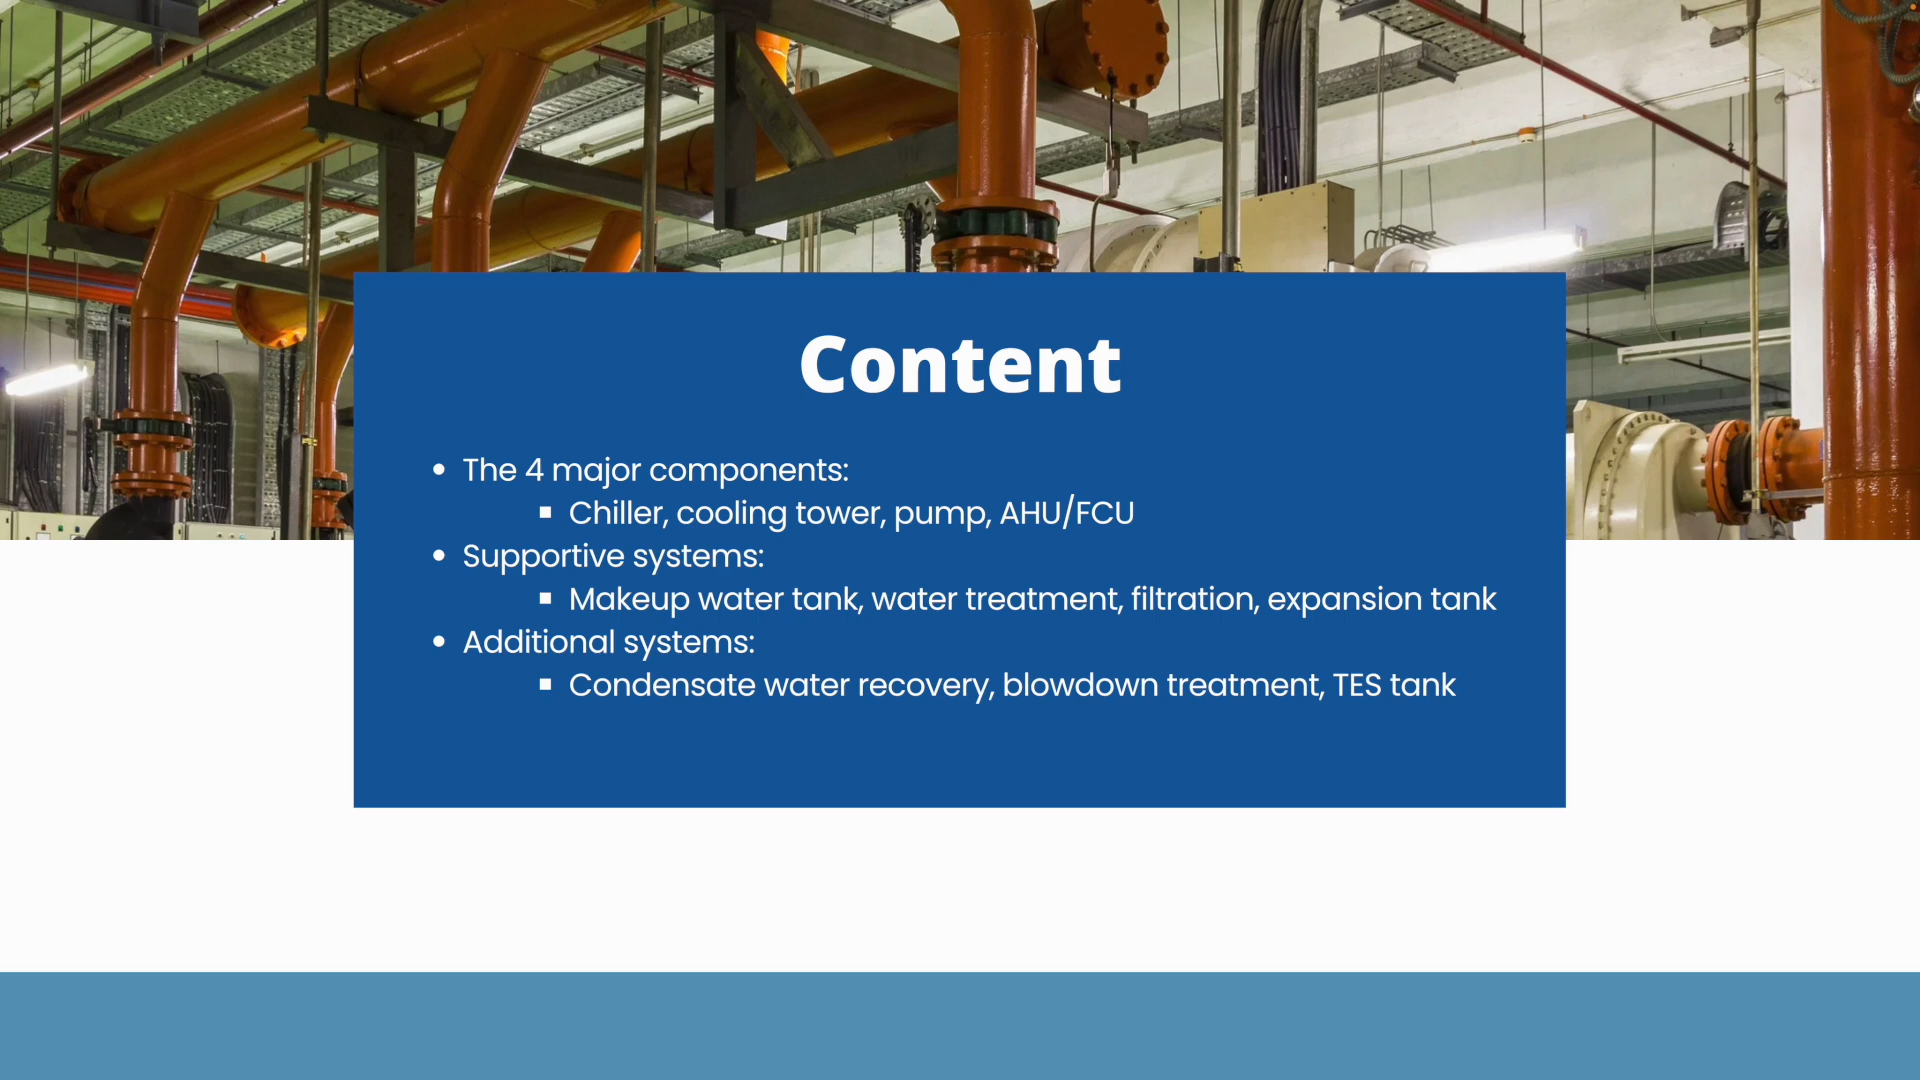 Content
The 4 major components:
Chiller, cooling tower, pump, AHU/FCU
Supportive systems:
Makeup water tank, water treatment, filtration, expansion tank
Additional systems:
Condensate water recovery, blowdown treatment, TES tank